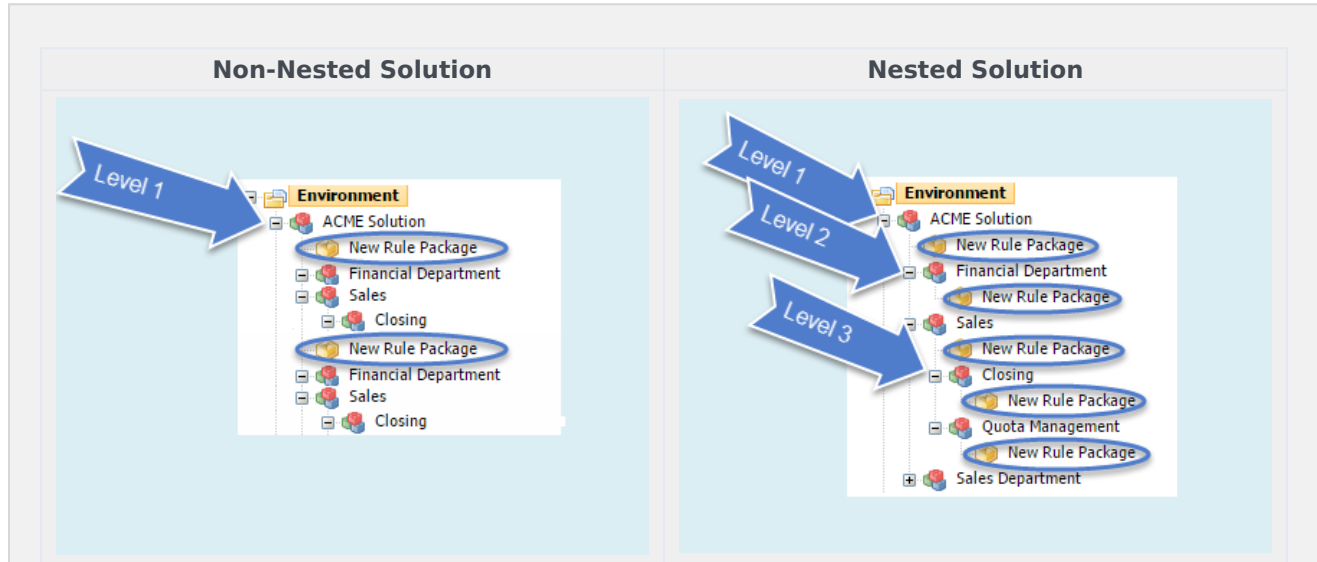 Non-Nested Solution
Level 1
Environment
ACME Solution
New Rule Package
Financial Department
Sales
Closing
New Rule Package
Financial Department
Sales
Closing
Nested Solution
Level 1
Level 2
Level 3
Environment
ACME Solution
New Rule Package
Financial Department
New Rule Package
Sales
New Rule Package
Closing
New Rule Package
Quota Management
New Rule Package
Sales Department